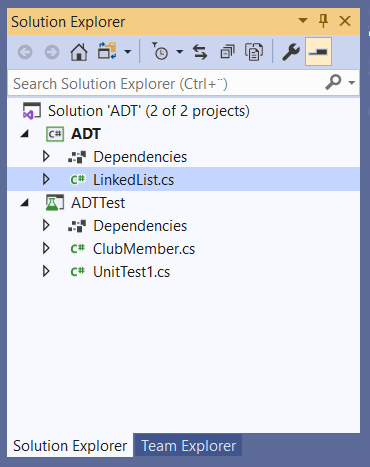 Solution Explorer
Search Solution Explorer (Ctrl+¨)
Solution 'ADT' (2 of 2 projects)
C# ADT
Dependencies
C# LinkedList.cs
ADTTest
Dependencies
C# ClubMember.cs
C# UnitTest1.cs
Solution Explorer Team Explorer